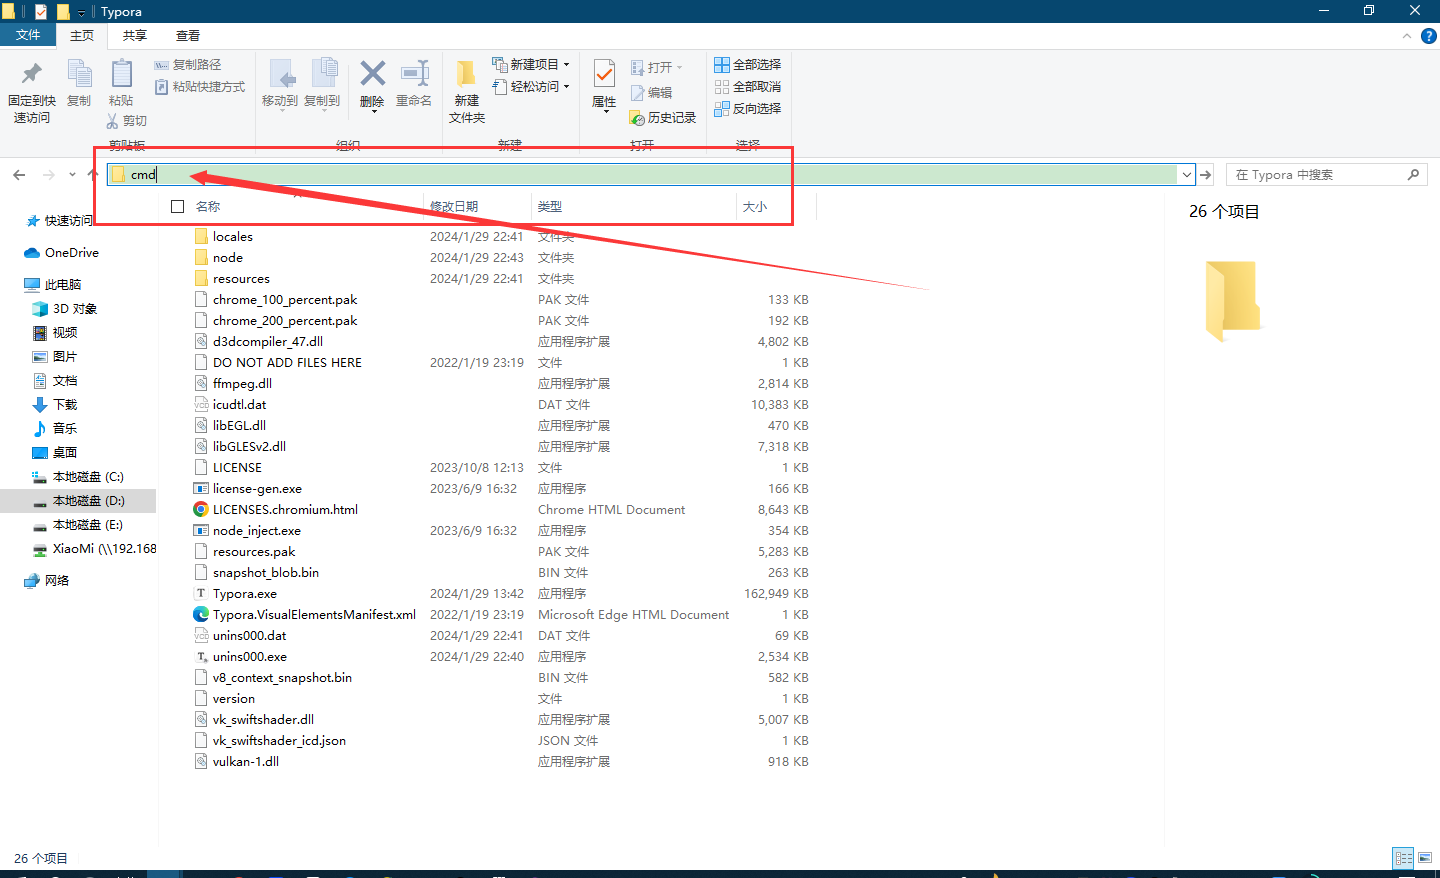 Typora
文件 主页 共享 查看
固定到快速访问
复制
粘贴
复制路径
粘贴快捷方式
剪切
剪贴板
移动到
复制到
删除
重命名
组织
新建文件夹
新建项目
轻松访问
新建
属性
打开
编辑
历史记录
打开
全部选择
全部取消
反向选择
选择
cmd
在 Typora 中搜索
名称 修改日期 类型 大小
快速访问
OneDrive
此电脑
3D 对象
视频
图片
文档
下载
音乐
桌面
本地磁盘 (C:)
本地磁盘 (D:)
本地磁盘 (E:)
XiaoMi (\\192.168
网络
locales 2024/1/29 22:41 文件夹
node 2024/1/29 22:43 文件夹
resources 2024/1/29 22:41 文件夹
chrome_100_percent.pak PAK 文件 133 KB
chrome_200_percent.pak PAK 文件 192 KB
d3dcompiler_47.dll 应用程序扩展 4,802 KB
DO NOT ADD FILES HERE 2022/1/19 23:19 文件 1 KB
ffmpeg.dll 应用程序扩展 2,814 KB
icudtl.dat DAT 文件 10,383 KB
libEGL.dll 应用程序扩展 470 KB
libGLESv2.dll 应用程序扩展 7,318 KB
LICENSE 2023/10/8 12:13 文件 1 KB
license-gen.exe 2023/6/9 16:32 应用程序 166 KB
LICENSES.chromium.html Chrome HTML Document 8,643 KB
node_inject.exe 2023/6/9 16:32 应用程序 354 KB
resources.pak PAK 文件 5,283 KB
snapshot_blob.bin BIN 文件 263 KB
Typora.exe 2024/1/29 13:42 应用程序 162,949 KB
Typora.VisualElementsManifest.xml 2022/1/19 23:19 Microsoft Edge HTML Document 1 KB
unins000.dat 2024/1/29 22:41 DAT 文件 69 KB
unins000.exe 2024/1/29 22:40 应用程序 2,534 KB
v8_context_snapshot.bin BIN 文件 582 KB
version 文件 1 KB
vk_swiftshader.dll 应用程序扩展 5,007 KB
vk_swiftshader_icd.json JSON 文件 1 KB
vulkan-1.dll 应用程序扩展 918 KB
26 个项目
26 个项目